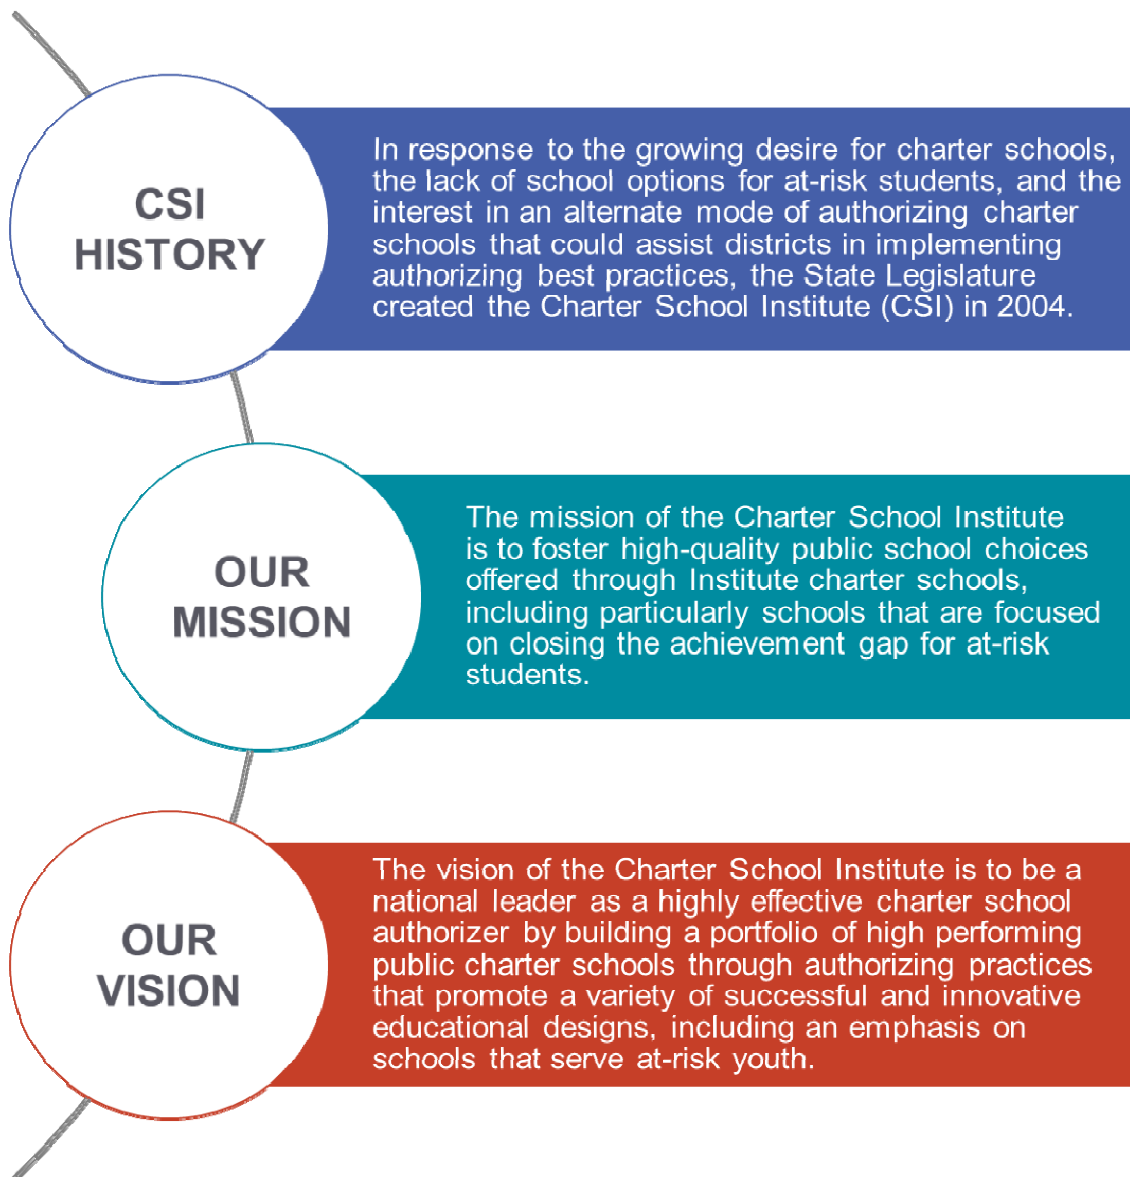 CSI
HISTORY
In response to the growing desire for charter schools,
the lack of school options for at-risk students, and the
interest in an alternate mode of authorizing charter
schools that could assist districts in implementing
authorizing best practices, the State Legislature
created the Charter School Institute (CSI) in 2004.
OUR
MISSION
The mission of the Charter School Institute
is to foster high-quality public school choices
offered through Institute charter schools,
including particularly schools that are focused
on closing the achievement gap for at-risk
students.
OUR
VISION
The vision of the Charter School Institute is to be a
national leader as a highly effective charter school
authorizer by building a portfolio of high performing
public charter schools through authorizing practices
that promote a variety of successful and innovative
educational designs, including an emphasis on
schools that serve at-risk youth.